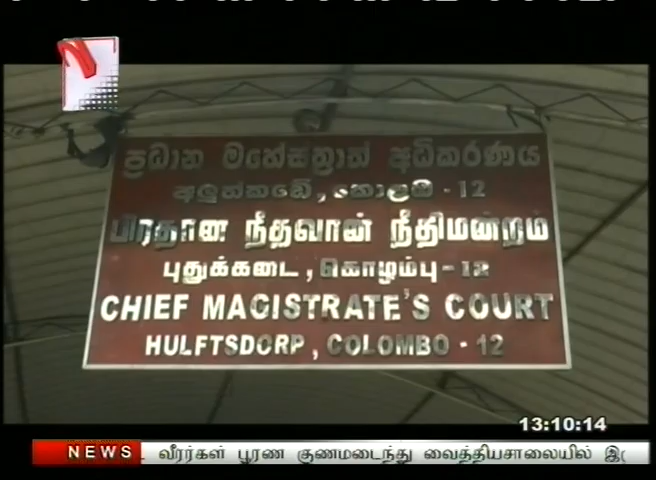 ප්‍රධාන මහේස්ත්‍රාත් අධිකරණය
අලුත්කඩේ, කොළඹ - 12
பிரதான நீதவான் நீதிமன்றம்
புதுக்கடை, கொழும்பு - 12
CHIEF MAGISTRATE'S COURT
HULFTSDORP, COLOMBO - 12
13:10:14
NEWS வீரர்கள் பூரண குணமடைந்து வைத்தியசாலையில்